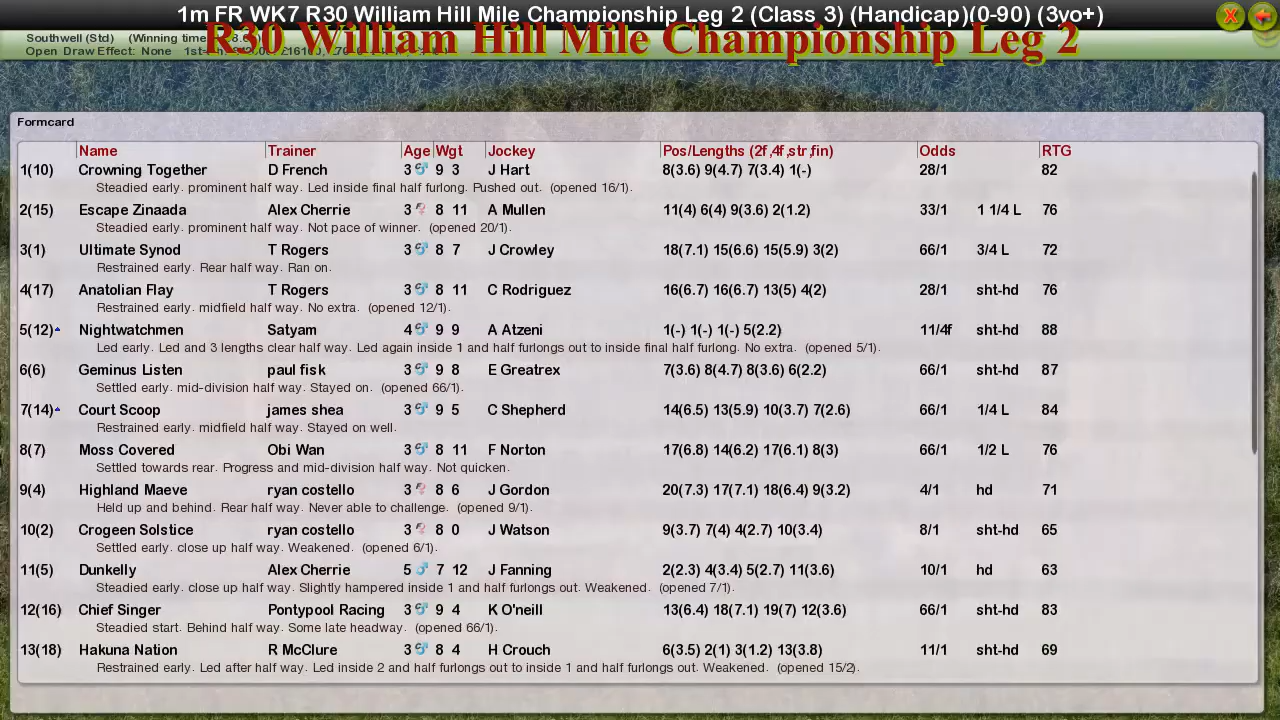 1m FR WK7 R30 William Hill Mile Championship Leg 2 (Class 3) (Handicap)(0-90) (3yo+)
R30 William Hill Mile Championship Leg 2
Southwell (Std) (Winning time:
Open Draw Effect: None
Formcard
Name Trainer Age Wgt Jockey Pos/Lengths (2f,4f,str,fin) Odds RTG
1(10) Crowning Together D French 3 9 3 J Hart 8(3.6) 9(4.7) 7(3.4) 1(-) 28/1 82
Steadied early. prominent half way. Led inside final half furlong. Pushed out. (opened 16/1).
2(15) Escape Zinaada Alex Cherrie 3 8 11 A Mullen 11(4) 6(4) 9(3.6) 2(1.2) 33/1 1 1/4 L 76
Steadied early. prominent half way. Not pace of winner. (opened 20/1).
3(1) Ultimate Synod T Rogers 3 8 7 J Crowley 18(7.1) 15(6.6) 15(5.9) 3(2) 66/1 3/4 L 72
Restrained early. Rear half way. Ran on.
4(17) Anatolian Flay T Rogers 3 8 11 C Rodriguez 16(6.7) 16(6.7) 13(5) 4(2) 28/1 sht-hd 76
Restrained early. midfield half way. No extra. (opened 12/1).
5(12) Nightwatchmen Satyam 4 9 9 A Atzeni 1(-) 1(-) 1(-) 5(2.2) 11/4f sht-hd 88
Led early. Led and 3 lengths clear half way. Led again inside 1 and half furlongs out to inside final half furlong. No extra. (opened 5/1).
6(6) Geminus Listen paul fisk 3 9 8 E Greatrex 7(3.6) 8(4.7) 8(3.6) 6(2.2) 66/1 sht-hd 87
Settled early. mid-division half way. Stayed on. (opened 66/1).
7(14) Court Scoop james shea 3 9 5 C Shepherd 14(6.5) 13(5.9) 10(3.7) 7(2.6) 66/1 1/4 L 84
Restrained early. midfield half way. Stayed on well.
8(7) Moss Covered Obi Wan 3 8 11 F Norton 17(6.8) 14(6.2) 17(6.1) 8(3) 66/1 1/2 L 76
Settled towards rear. Progress and mid-division half way. Not quicken.
9(4) Highland Maeve ryan costello 3 8 6 J Gordon 20(7.3) 17(7.1) 18(6.4) 9(3.2) 4/1 hd 71
Held up and behind. Rear half way. Never able to challenge. (opened 9/1).
10(2) Crogeen Solstice ryan costello 3 8 0 J Watson 9(3.7) 7(4) 4(2.7) 10(3.4) 8/1 sht-hd 65
Settled early. close up half way. Weakened. (opened 6/1).
11(5) Dunkelly Alex Cherrie 5 7 12 J Fanning 2(2.3) 4(3.4) 5(2.7) 11(3.6) 10/1 hd 63
Steadied early. close up half way. Slightly hampered inside 1 and half furlongs out. Weakened. (opened 7/1).
12(16) Chief Singer Pontypool Racing 3 9 4 K O'neill 13(6.4) 18(7.1) 19(7) 12(3.6) 66/1 sht-hd 83
Steadied start. Behind half way. Some late headway. (opened 66/1).
13(18) Hakuna Nation R McClure 3 8 4 H Crouch 6(3.5) 2(1) 3(1.2) 13(3.8) 11/1 sht-hd 69
Restrained early. Led after half way. Led inside 2 and half furlongs out to inside 1 and half furlongs out. Weakened. (opened 15/2).